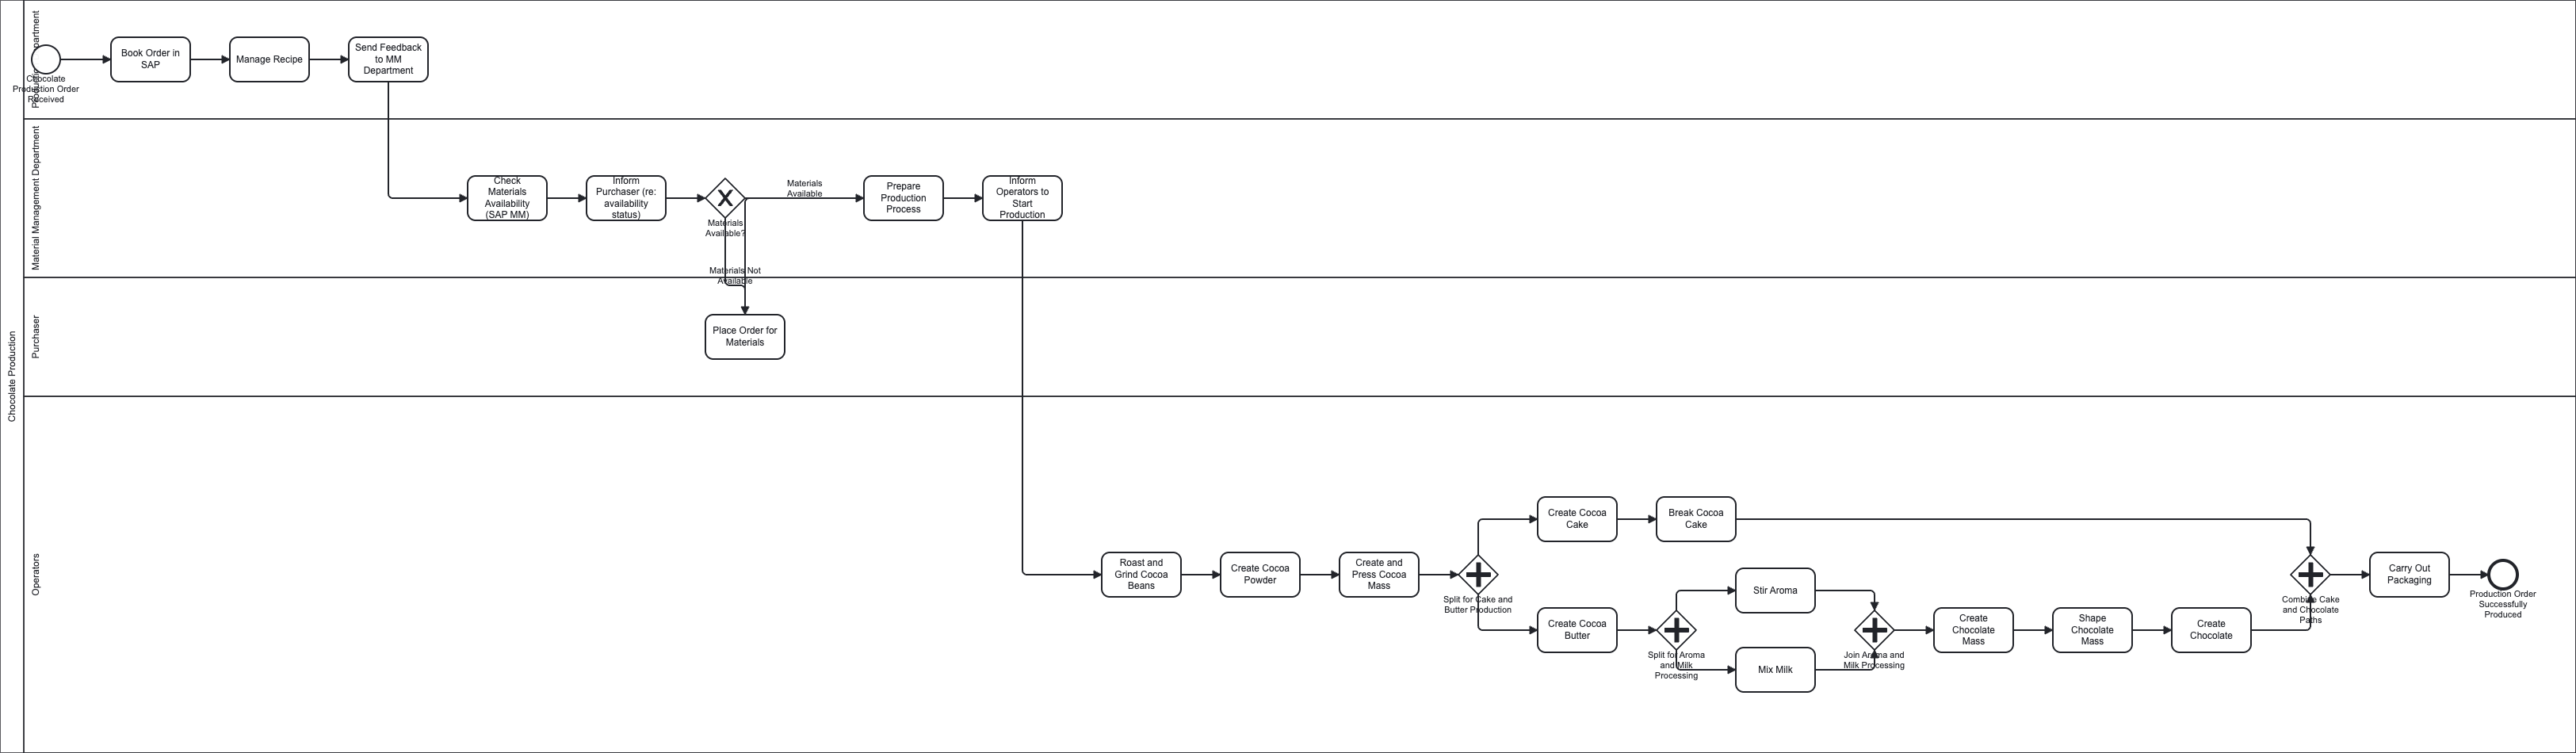 Chocolate Production
Production Department
Chocolate
Production Order
Received
Book Order in
SAP
Manage Recipe
Send Feedback
to MM
Department
Material Management Department
Check
Materials
Availability
(SAP MM)
Inform
Purchaser (re:
availability
status)
Materials
Available?
Materials
Available
Materials Not
Available
Prepare
Production
Process
Inform
Operators to
Start
Production
Purchaser
Place Order for
Materials
Operators
Roast and
Grind Cocoa
Beans
Create Cocoa
Powder
Create and
Press Cocoa
Mass
Split for Cake and
Butter Production
Create Cocoa
Cake
Break Cocoa
Cake
Create Cocoa
Butter
Split for Aroma
and Milk
Processing
Stir Aroma
Mix Milk
Join Aroma and
Milk Processing
Create
Chocolate
Mass
Shape
Chocolate
Mass
Create
Chocolate
Combine Cake
and Chocolate
Paths
Carry Out
Packaging
Production Order
Successfully
Produced